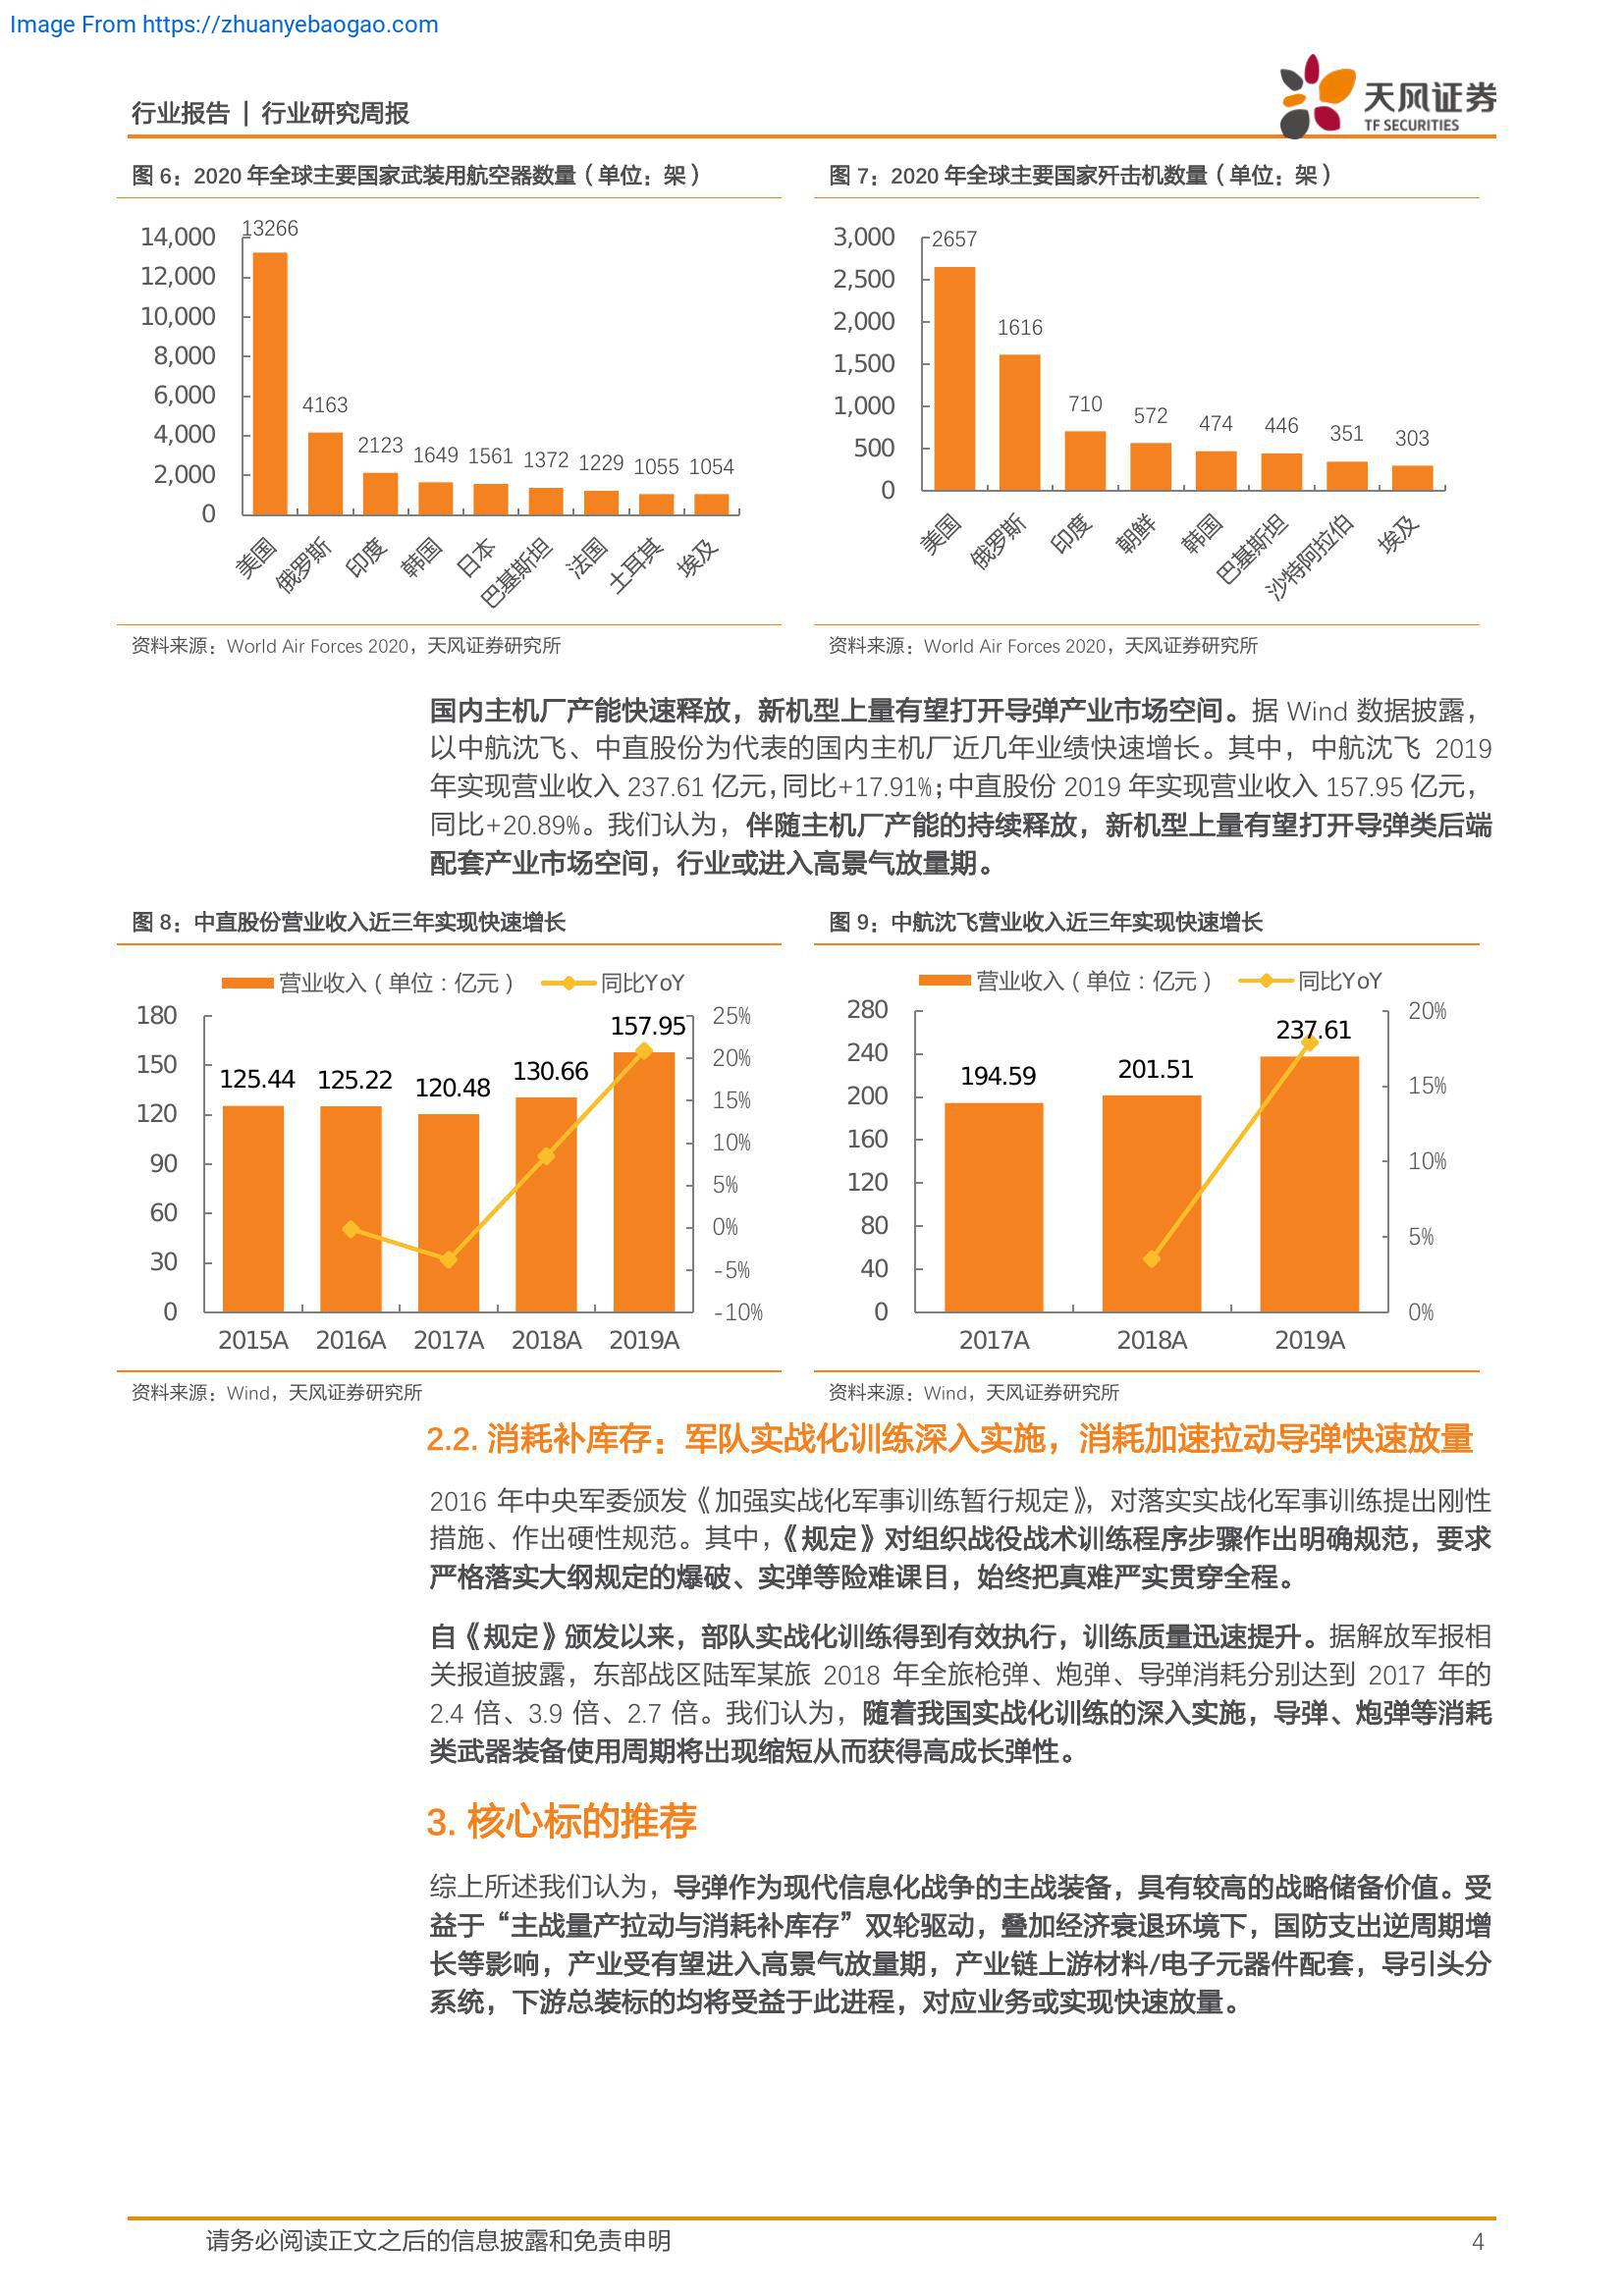 Image From https://zhuanyebaogao.com
行业报告 | 行业研究周报
天风证券
TF SECURITIES
图 6：2020 年全球主要国家武装用航空器数量（单位：架）
14,000
12,000
10,000
8,000
6,000
4,000
2,000
0
13266
4163
2123
1649
1561
1372
1229
1055
1054
美国
俄罗斯
印度
韩国
日本
巴基斯坦
法国
土耳其
埃及
资料来源：World Air Forces 2020，天风证券研究所
图 7：2020 年全球主要国家歼击机数量（单位：架）
3,000
2,500
2,000
1,500
1,000
500
0
2657
1616
710
572
474
446
351
303
美国
俄罗斯
印度
朝鲜
韩国
巴基斯坦
沙特阿拉伯
埃及
资料来源：World Air Forces 2020，天风证券研究所
国内主机厂产能快速释放，新机型上量有望打开导弹产业市场空间。据 Wind 数据披露，
以中航沈飞、中直股份为代表的国内主机厂近几年业绩快速增长。其中，中航沈飞 2019
年实现营业收入 237.61 亿元，同比+17.91%；中直股份 2019 年实现营业收入 157.95 亿元，
同比+20.89%。我们认为，伴随主机厂产能的持续释放，新机型上量有望打开导弹类后端
配套产业市场空间，行业或进入高景气放量期。
图 8：中直股份营业收入近三年实现快速增长
营业收入（单位：亿元）
同比YoY
180
150
120
90
60
30
0
125.44
125.22
120.48
130.66
157.95
25%
20%
15%
10%
5%
0%
-5%
-10%
2015A
2016A
2017A
2018A
2019A
资料来源：Wind，天风证券研究所
图 9：中航沈飞营业收入近三年实现快速增长
营业收入（单位：亿元）
同比YoY
280
240
200
160
120
80
40
0
194.59
201.51
237.61
20%
15%
10%
5%
0%
2017A
2018A
2019A
资料来源：Wind，天风证券研究所
2.2. 消耗补库存：军队实战化训练深入实施，消耗加速拉动导弹快速放量
2016 年中央军委颁发《加强实战化军事训练暂行规定》，对落实实战化军事训练提出刚性
措施、作出硬性规范。其中，《规定》对组织战役战术训练程序步骤作出明确规范，要求
严格落实大纲规定的爆破、实弹等险难课目，始终把真难严实贯穿全程。
自《规定》颁发以来，部队实战化训练得到有效执行，训练质量迅速提升。据解放军报相
关报道披露，东部战区陆军某旅 2018 年全旅枪弹、炮弹、导弹消耗分别达到 2017 年的
2.4 倍、3.9 倍、2.7 倍。我们认为，随着我国实战化训练的深入实施，导弹、炮弹等消耗
类武器装备使用周期将出现缩短从而获得高成长弹性。
3. 核心标的推荐
综上所述我们认为，导弹作为现代信息化战争的主战装备，具有较高的战略储备价值。受
益于“主战量产拉动与消耗补库存”双轮驱动，叠加经济衰退环境下，国防支出逆周期增
长等影响，产业受有望进入高景气放量期，产业链上游材料/电子元器件配套，导引头分
系统，下游总装标的均将受益于此进程，对应业务或实现快速放量。
请务必阅读正文之后的信息披露和免责申明
4